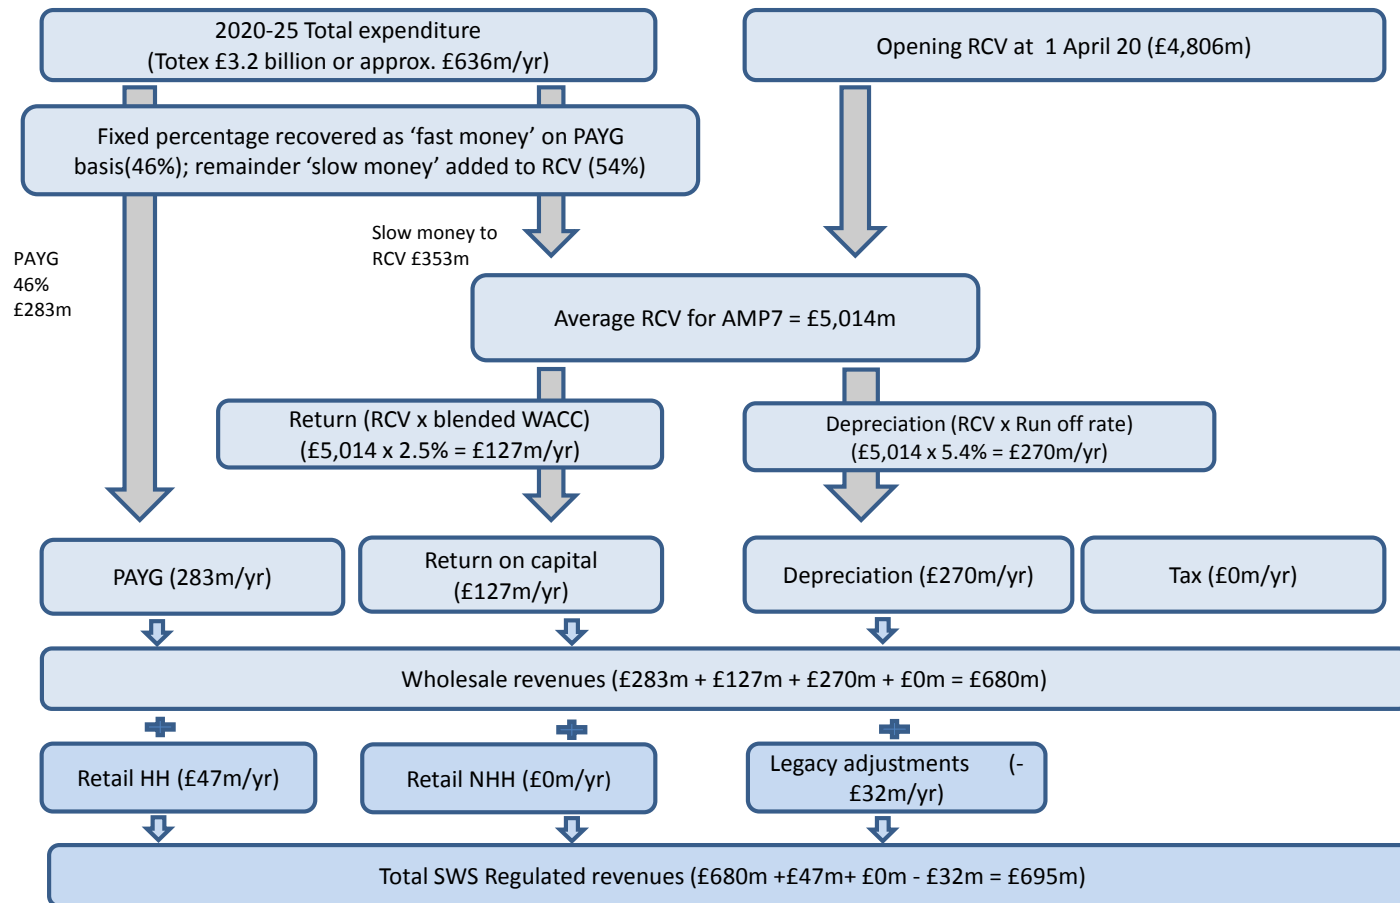 2020-25 Total expenditure
(Totex £3.2 billion or approx. £636m/yr)
Opening RCV at 1 April 20 (£4,806m)
Fixed percentage recovered as ‘fast money’ on PAYG
basis(46%); remainder ‘slow money’ added to RCV (54%)
PAYG
46%
£283m
Slow money to
RCV £353m
Average RCV for AMP7 = £5,014m
Return (RCV x blended WACC)
(£5,014 x 2.5% = £127m/yr)
Depreciation (RCV x Run off rate)
(£5,014 x 5.4% = £270m/yr)
PAYG (283m/yr)
Return on capital
(£127m/yr)
Depreciation (£270m/yr)
Tax (£0m/yr)
Wholesale revenues (£283m + £127m + £270m + £0m = £680m)
Retail HH (£47m/yr)
Retail NHH (£0m/yr)
Legacy adjustments (-
£32m/yr)
Total SWS Regulated revenues (£680m +£47m+ £0m - £32m = £695m)